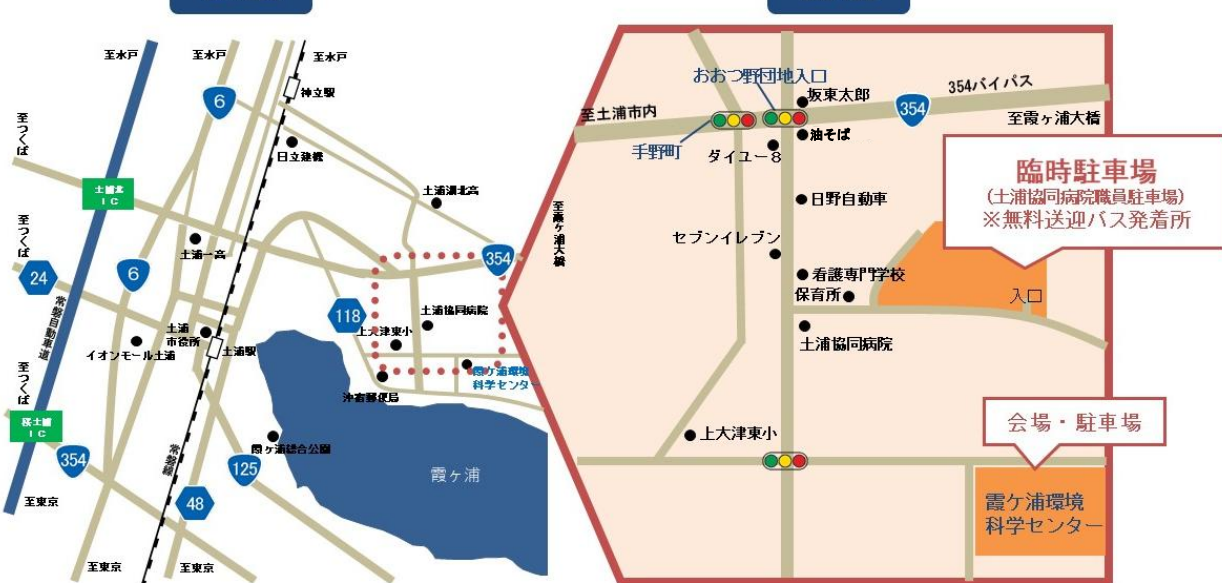 至水戸
至水戸
至水戸
6
神立駅
至つくば
日立建機
土浦北
IC
土浦湖北高
至つくば
土浦一高
至霞ヶ浦大橋
354
24
6
常磐自動車道
118
土浦協同病院
上大津東小
土浦
市役所
土浦駅
イオンモール土浦
至つくば
霞ヶ浦環境
科学センター
沖宿郵便局
桜土浦
IC
霞ヶ浦総合公園
354
常磐線
125
霞ヶ浦
48
至東京
至東京
至東京
おおつ野団地入口
354バイパス
坂東太郎
354
至土浦市内
至霞ヶ浦大橋
油そば
手野町
ダイユー8
臨時駐車場
(土浦協同病院職員駐車場)
※無料送迎バス発着所
日野自動車
セブンイレブン
看護専門学校
保育所
入口
土浦協同病院
会場・駐車場
上大津東小
霞ケ浦環境
科学センター